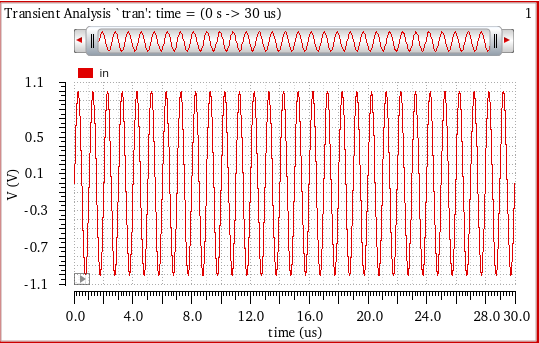 Transient Analysis `tran': time = (0 s -> 30 us) 1
in
1.1
0.5
0.1
-0.3
-0.7
-1.1
V (V)
0.0 4.0 8.0 12.0 16.0 20.0 24.0 28.0 30.0
time (us)